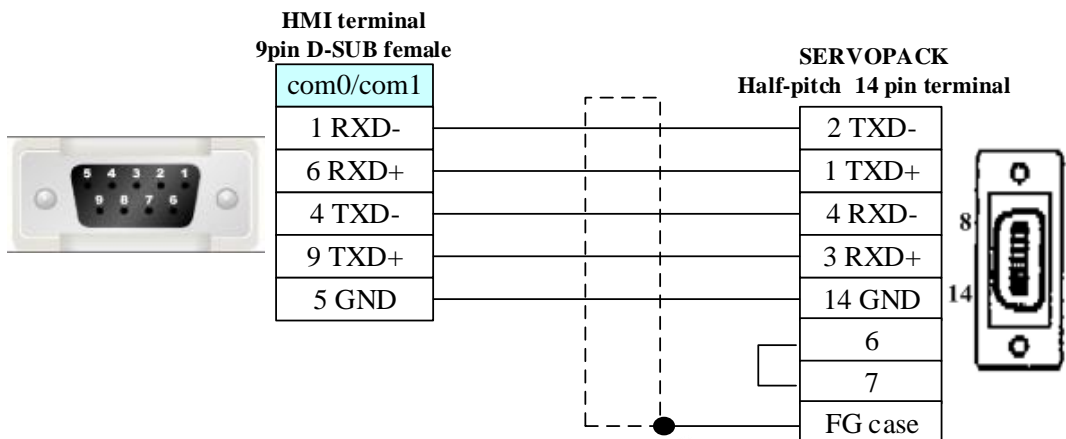 HMI terminal
9pin D-SUB female
com0/com1
1 RXD-
6 RXD+
4 TXD-
9 TXD+
5 GND
5 4 3 2 1
9 8 7 6
SERVOPACK
Half-pitch 14 pin terminal
2 TXD-
1 TXD+
4 RXD-
3 RXD+
14 GND
6
7
FG case
8
14